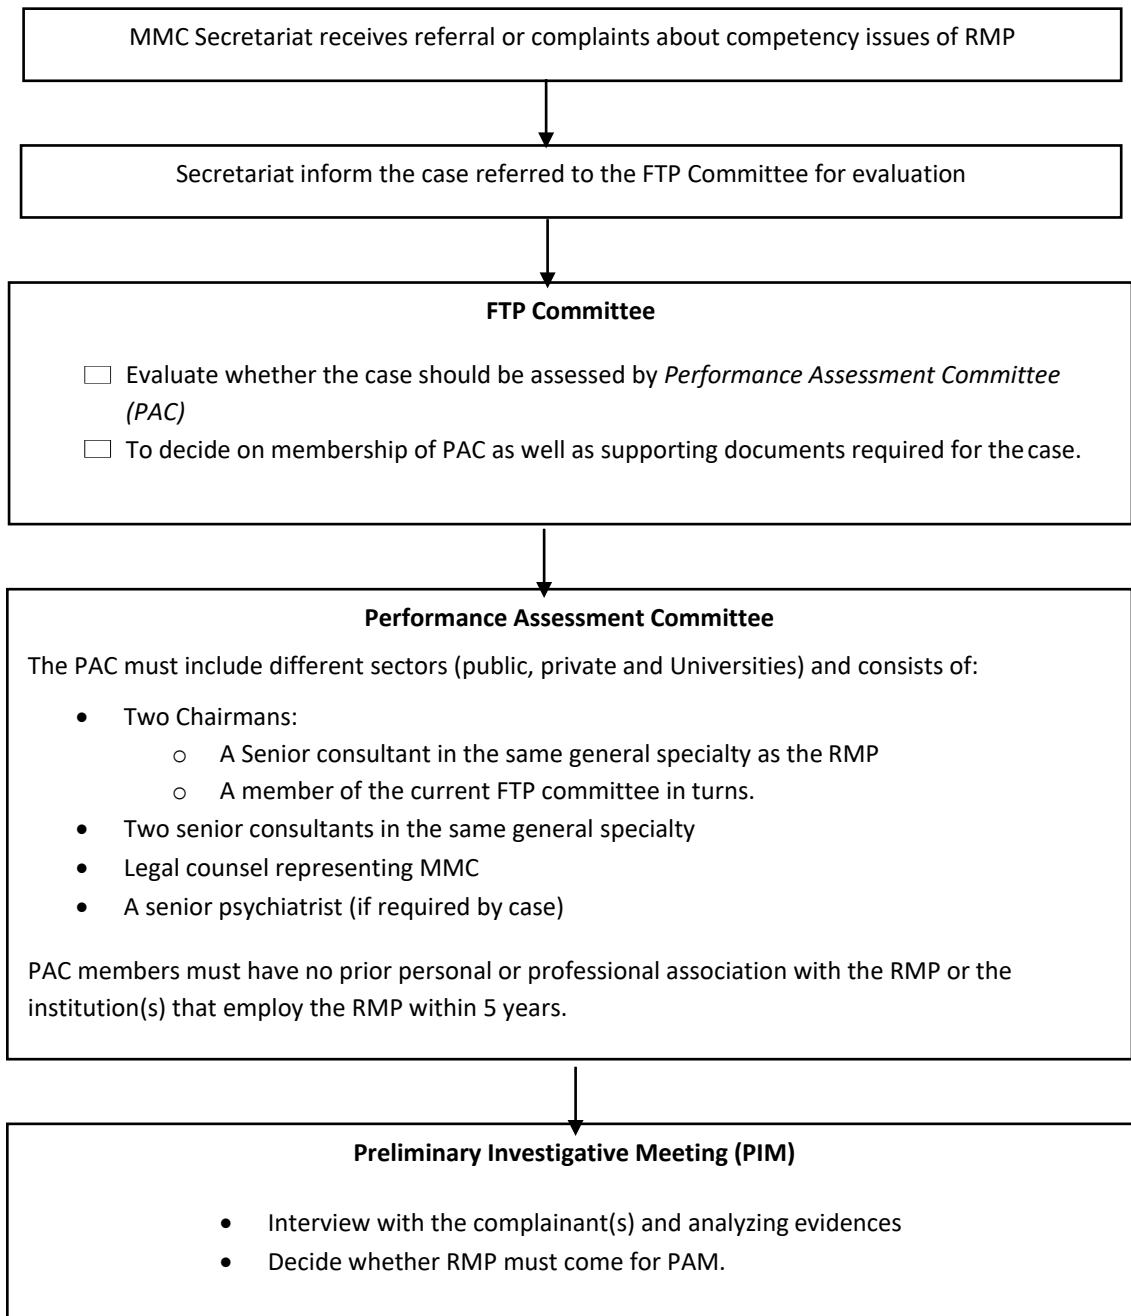 MMC Secretariat receives referral or complaints about competency issues of RMP
Secretariat inform the case referred to the FTP Committee for evaluation
FTP Committee
Evaluate whether the case should be assessed by Performance Assessment Committee
(PAC)
To decide on membership of PAC as well as supporting documents required for the case.
Performance Assessment Committee
The PAC must include different sectors (public, private and Universities) and consists of:
• Two Chairmans:
o A Senior consultant in the same general specialty as the RMP
o A member of the current FTP committee in turns.
• Two senior consultants in the same general specialty
• Legal counsel representing MMC
• A senior psychiatrist (if required by case)
PAC members must have no prior personal or professional association with the RMP or the
institution(s) that employ the RMP within 5 years.
Preliminary Investigative Meeting (PIM)
• Interview with the complainant(s) and analyzing evidences
• Decide whether RMP must come for PAM.